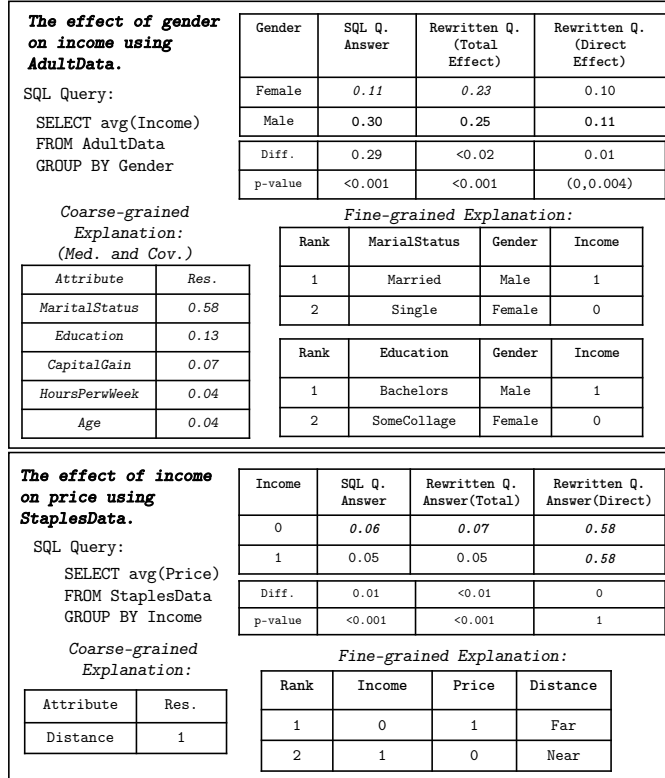 The effect of gender
on income using
AdultData.
SQL Query:
SELECT avg(Income)
FROM AdultData
GROUP BY Gender
Gender SQL Q. Answer Rewritten Q. (Total Effect) Rewritten Q. (Direct Effect)
Female 0.11 0.23 0.10
Male 0.30 0.25 0.11
Diff. 0.29 <0.02 0.01
p-value <0.001 <0.001 (0,0.004)
Coarse-grained
Explanation:
(Med. and Cov.)
Attribute Res.
MaritalStatus 0.58
Education 0.13
CapitalGain 0.07
HoursPerwWeek 0.04
Age 0.04
Fine-grained Explanation:
Rank MarialStatus Gender Income
1 Married Male 1
2 Single Female 0
Rank Education Gender Income
1 Bachelors Male 1
2 SomeCollage Female 0
The effect of income
on price using
StaplesData.
SQL Query:
SELECT avg(Price)
FROM StaplesData
GROUP BY Income
Income SQL Q. Answer Rewritten Q. Answer(Total) Rewritten Q. Answer(Direct)
0 0.06 0.07 0.58
1 0.05 0.05 0.58
Diff. 0.01 <0.01 0
p-value <0.001 <0.001 1
Coarse-grained
Explanation:
Attribute Res.
Distance 1
Fine-grained Explanation:
Rank Income Price Distance
1 0 1 Far
2 1 0 Near